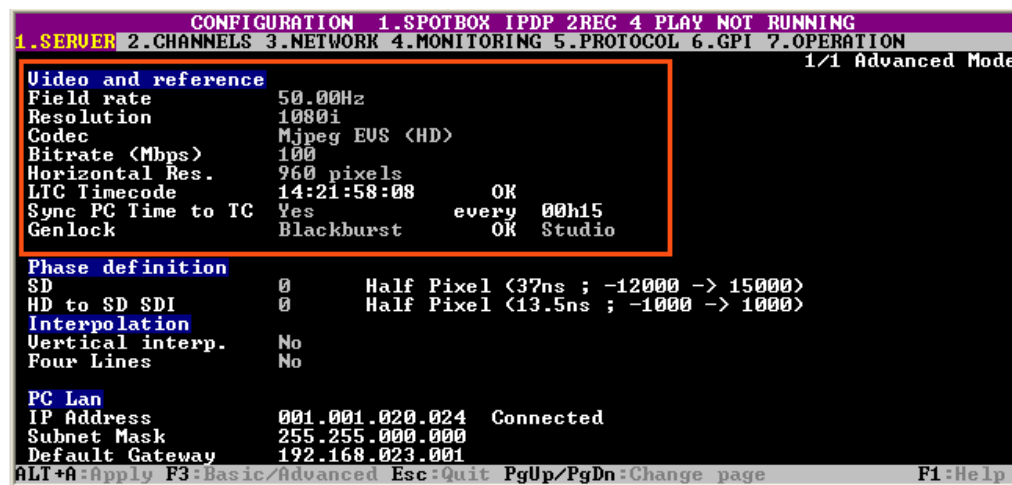 CONFIGURATION 1.SPOTBOX IPDP 2REC 4 PLAY NOT RUNNING
1.SERVER 2.CHANNELS 3.NETWORK 4.MONITORING 5.PROTOCOL 6.GPI 7.OPERATION
1/1 Advanced Mode
Video and reference
Field rate 50.00Hz
Resolution 1080i
Codec Mjpeg EVS (HD)
Bitrate (Mbps) 100
Horizontal Res. 960 pixels
LTC Timecode 14:21:58:08 OK
Sync PC Time to TC Yes every 00h15
Genlock Blackburst OK Studio
Phase definition
SD 0 Half Pixel (37ns ; -12000 -> 15000)
HD to SD SDI 0 Half Pixel (13.5ns ; -1000 -> 1000)
Interpolation
Vertical interp. No
Four Lines No
PC Lan
IP Address 001.001.020.024 Connected
Subnet Mask 255.255.000.000
Default Gateway 192.168.023.001
ALT+A:Apply F3:Basic/Advanced Esc:Quit PgUp/PgDn:Change page F1:Help